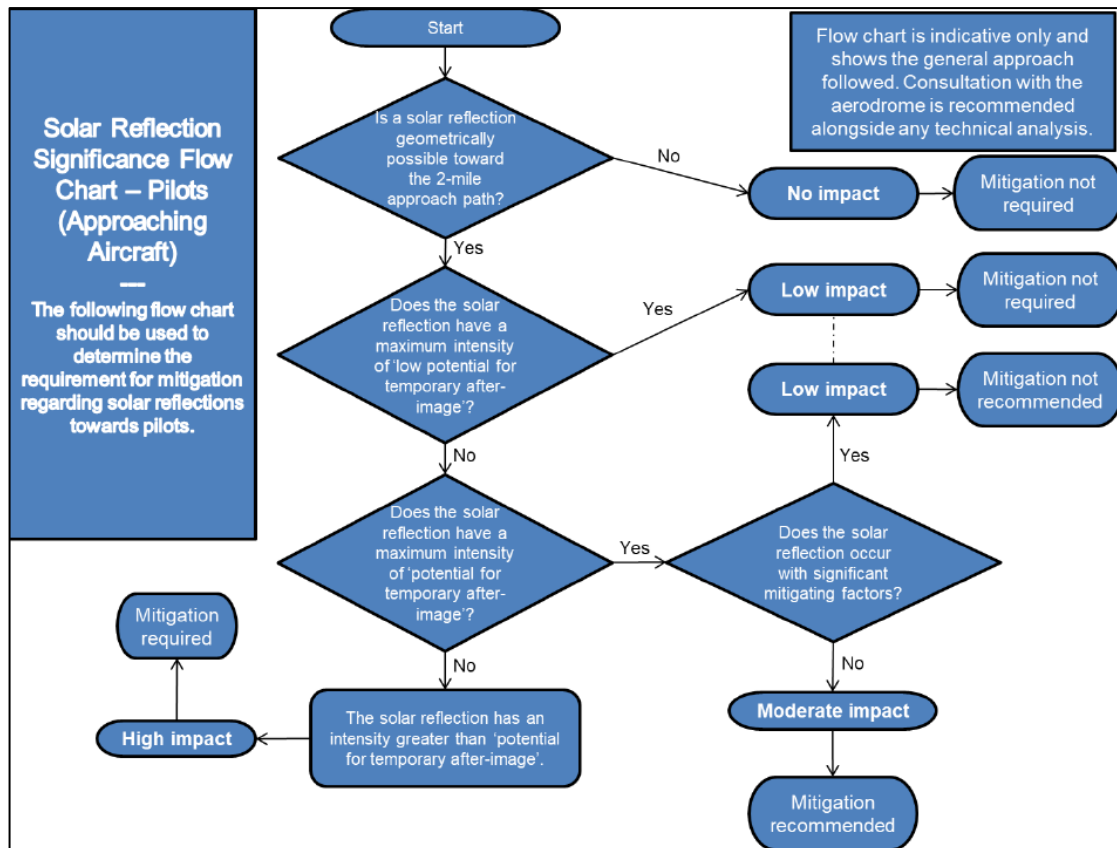 Solar Reflection
Significance Flow
Chart – Pilots
(Approaching
Aircraft)
—
The following flow chart
should be used to
determine the
requirement for mitigation
regarding solar reflections
towards pilots.
Start
Flow chart is indicative only and
shows the general approach
followed. Consultation with the
aerodrome is recommended
alongside any technical analysis.
Is a solar reflection
geometrically
possible toward
the 2-mile
approach path?
No
No impact
Mitigation not
required
Yes
Does the solar
reflection have a
maximum intensity
of ‘low potential for
temporary after-
image’?
Yes
Low impact
Mitigation not
required
Low impact
Mitigation not
recommended
No
Yes
Does the solar
reflection have a
maximum intensity
of ‘potential for
temporary after-
image’?
Yes
Does the solar
reflection occur
with significant
mitigating factors?
No
No
The solar reflection has an
intensity greater than ‘potential
for temporary after-image’.
High impact
Mitigation
required
Moderate impact
Mitigation
recommended